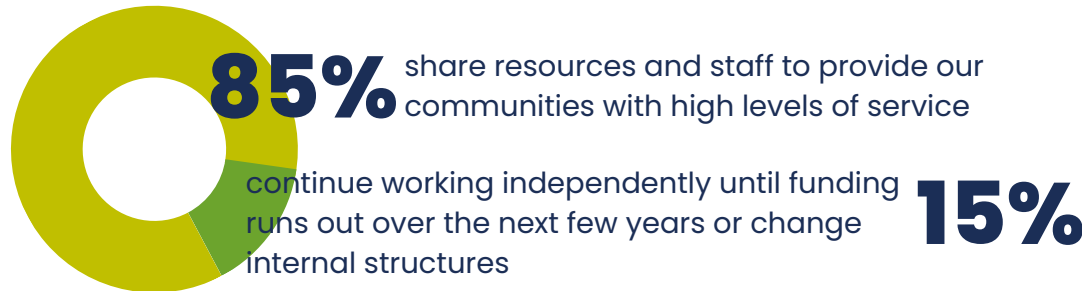 85% share resources and staff to provide our
communities with high levels of service
continue working independently until funding
runs out over the next few years or change
internal structures
15%